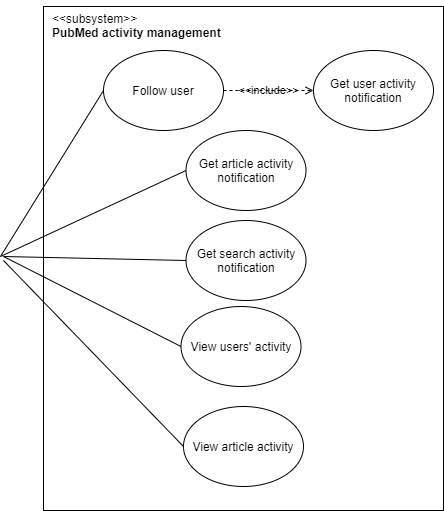 <<subsystem>>
PubMed activity management
Follow user
<<include>>
Get user activity
notification
Get article activity
notification
Get search activity
notification
View users' activity
View article activity